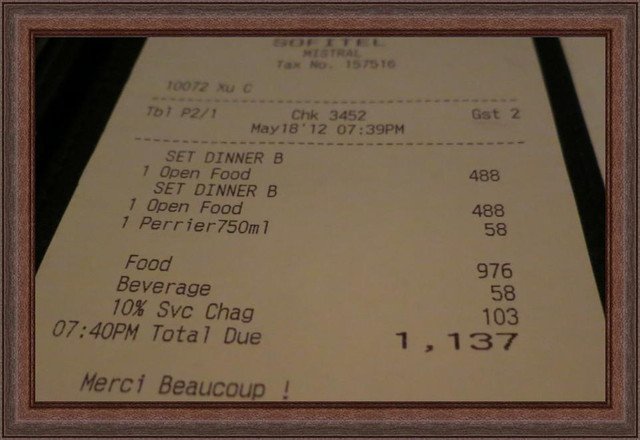 SOFITEL
MISTRAL
Tax No. 157516
10072 Xu C
Tbl P2/1 Chk 3452 Gst 2
May18'12 07:39PM
SET DINNER B
1 Open Food 488
SET DINNER B
1 Open Food 488
1 Perrier750ml 58
Food 976
Beverage 58
10% Svc Chag 103
07:40PM Total Due 1,137
Merci Beaucoup !